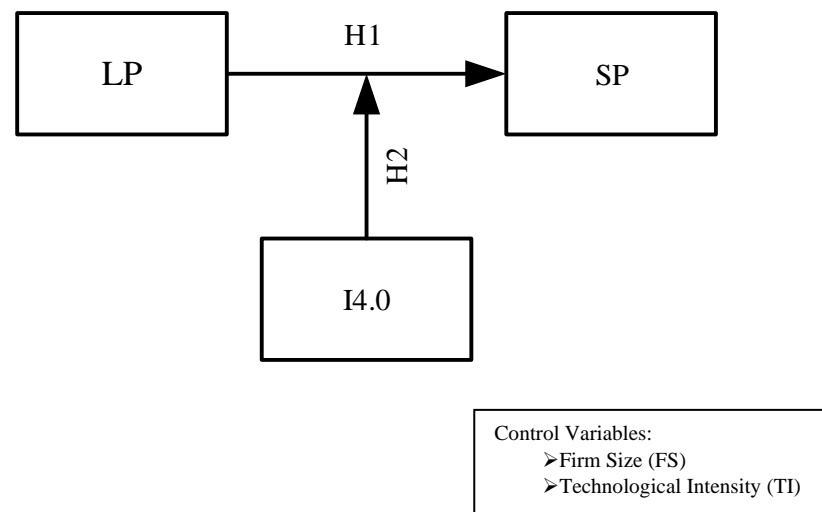 H1
LP
SP
H2
I4.0
Control Variables:
➢Firm Size (FS)
➢Technological Intensity (TI)